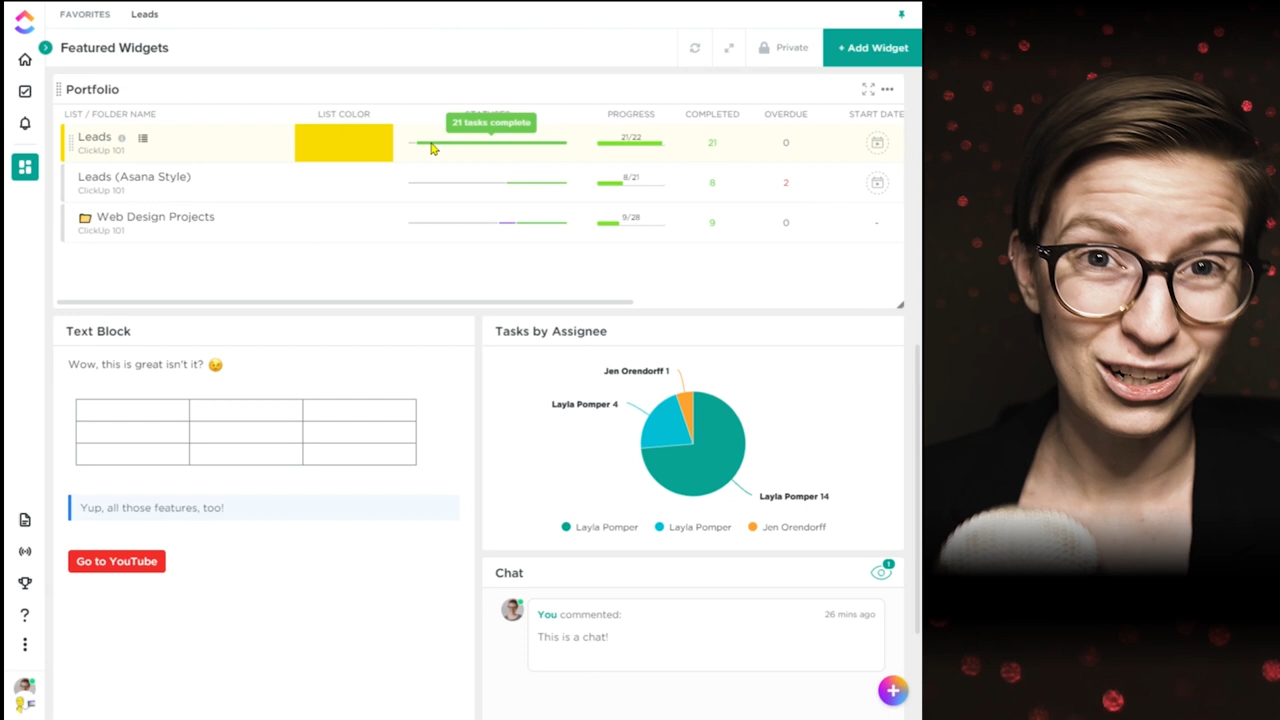 FAVORITES Leads
Featured Widgets Private + Add Widget
Portfolio
LIST / FOLDER NAME LIST COLOR STATUSES PROGRESS COMPLETED OVERDUE START DATE
21 tasks complete
Leads 21/22 21 0
ClickUp 101
Leads (Asana Style) 8/21 8 2
ClickUp 101
Web Design Projects 9/28 9 0 -
ClickUp 101
Text Block
Wow, this is great isn't it?
Yup, all those features, too!
Go to YouTube
Tasks by Assignee
Jen Orendorff 1
Layla Pomper 4
Layla Pomper 14
Layla Pomper Layla Pomper Jen Orendorff
Chat 1
You commented: 26 mins ago
This is a chat!